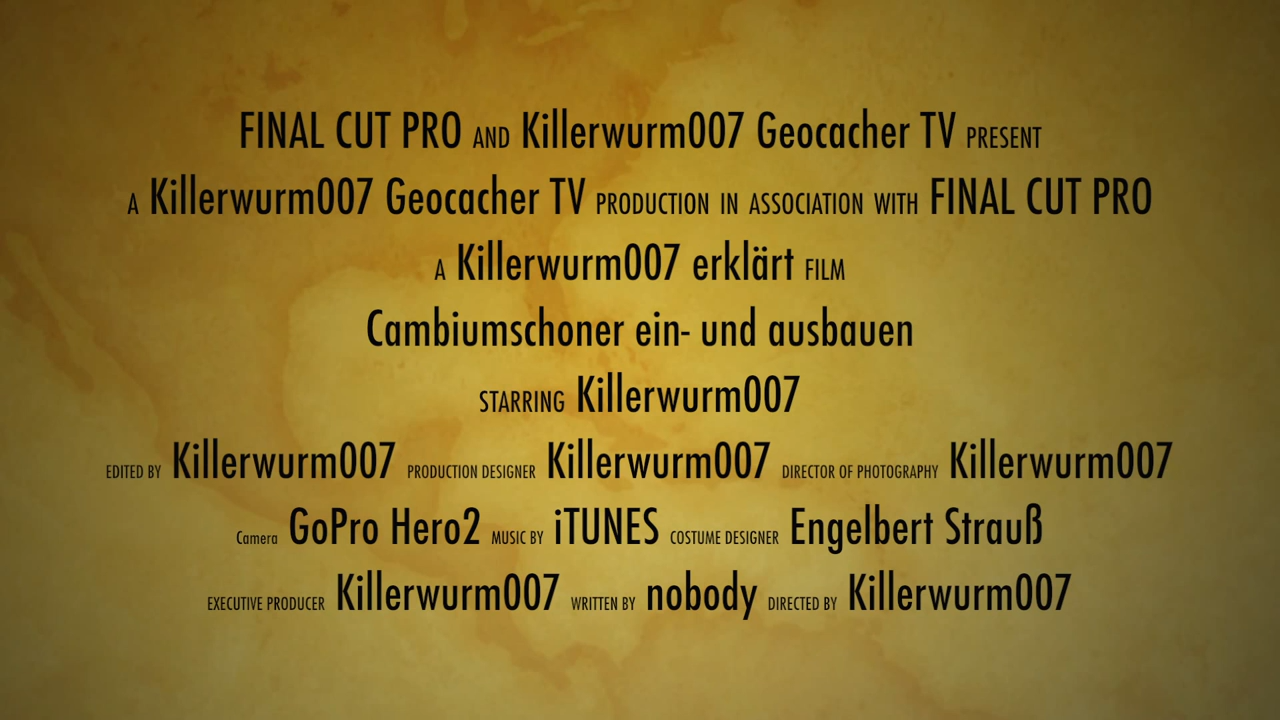 FINAL CUT PRO AND Killerwurm007 Geocacher TV PRESENT
A Killerwurm007 Geocacher TV PRODUCTION IN ASSOCIATION WITH FINAL CUT PRO
A Killerwurm007 erklärt FILM
Cambiumschoner ein- und ausbauen
STARRING Killerwurm007
EDITED BY Killerwurm007 PRODUCTION DESIGNER Killerwurm007 DIRECTOR OF PHOTOGRAPHY Killerwurm007
Camera GoPro Hero2 MUSIC BY iTUNES COSTUME DESIGNER Engelbert Strauß
EXECUTIVE PRODUCER Killerwurm007 WRITTEN BY nobody DIRECTED BY Killerwurm007